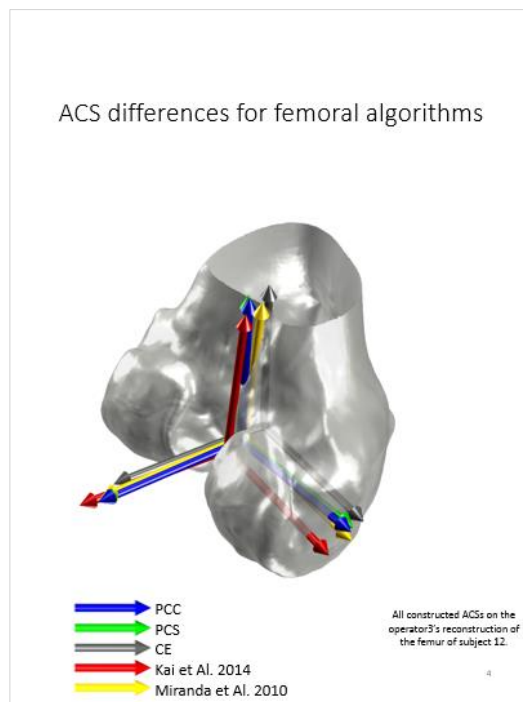 ACS differences for femoral algorithms
PCC
PCS
CE
Kai et Al. 2014
Miranda et Al. 2010
All constructed ACSs on the
operator3's reconstruction of
the femur of subject 12.
4